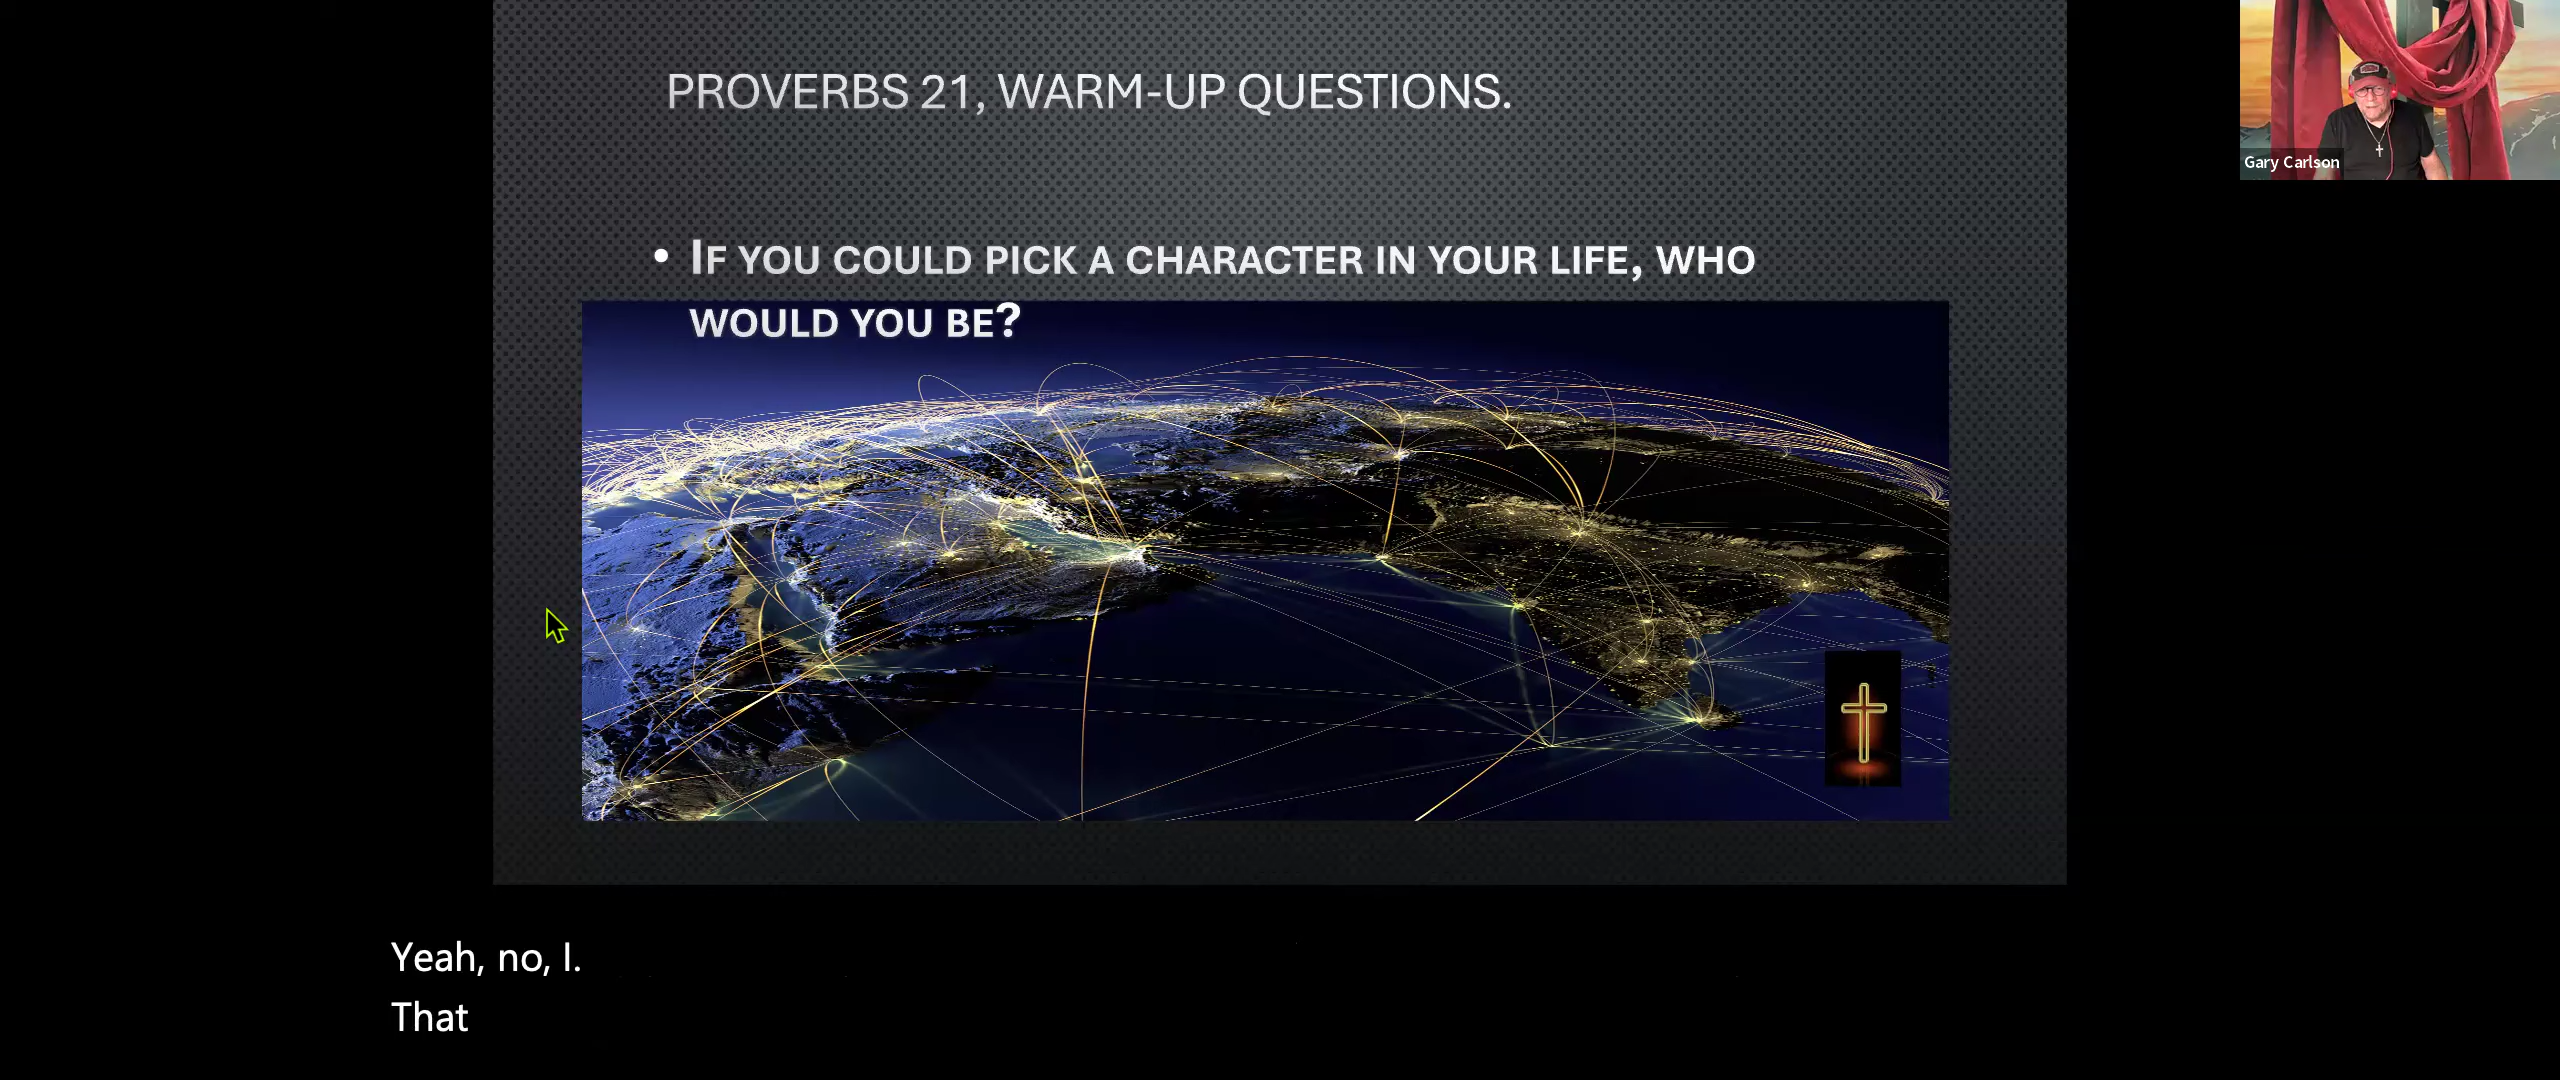 PROVERBS 21, WARM-UP QUESTIONS.
• IF YOU COULD PICK A CHARACTER IN YOUR LIFE, WHO
WOULD YOU BE?
Gary Carlson
Yeah, no, I.
That